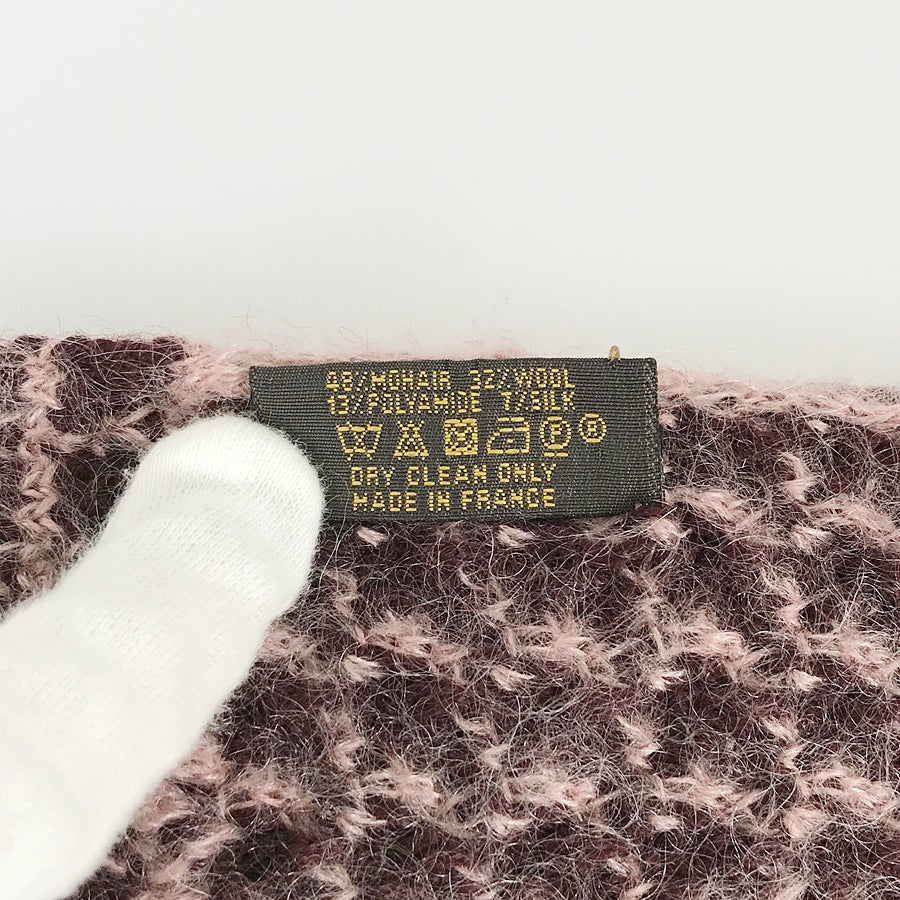 48%MOHAIR 32%WOOL
13%POLYAMIDE 7%SILK
P
DRY CLEAN ONLY
MADE IN FRANCE